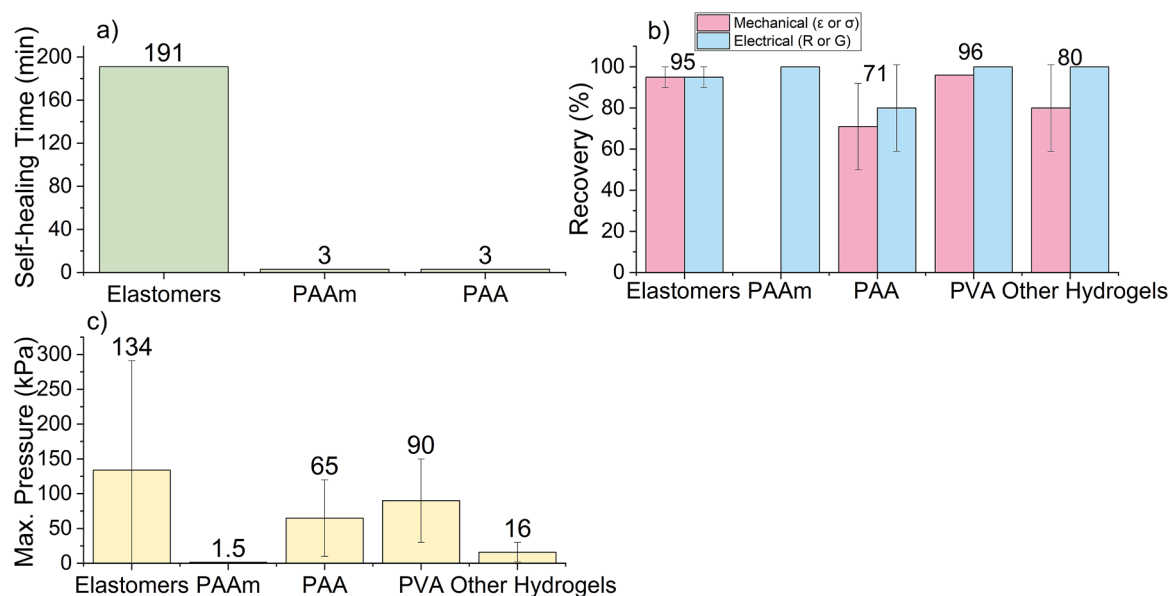 a)
Self-healing Time (min)
200
160
120
80
40
0
191
3
3
Elastomers PAAm PAA
b)
Mechanical (ε or σ)
Electrical (R or G)
Recovery (%)
100
80
60
40
20
0
95
71
96
80
Elastomers PAAm PAA PVA Other Hydrogels
c)
Max. Pressure (kPa)
300
250
200
150
100
50
0
134
1.5
65
90
16
Elastomers PAAm PAA PVA Other Hydrogels